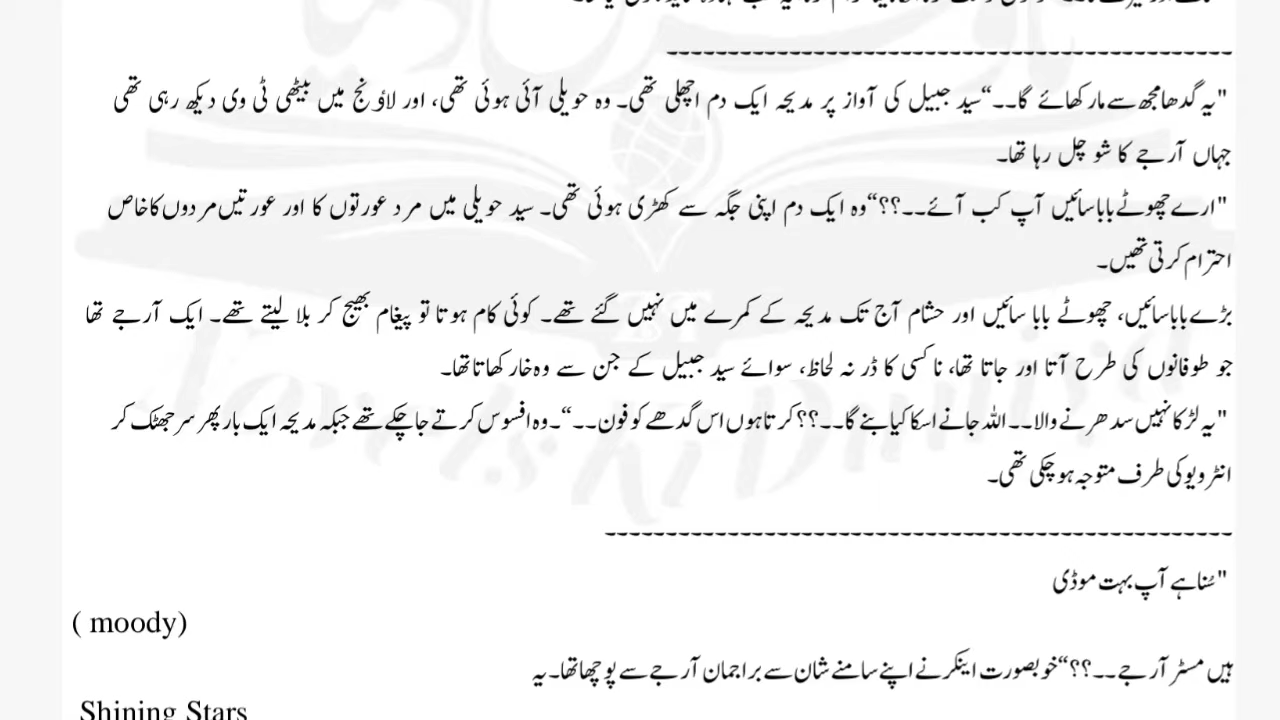 "یہ گدھا مجھ سے مار کھائے گا۔۔“سید جبیل کی آواز پر مدیحہ ایک دم اچھلی تھی۔ وہ حویلی آئی ہوئی تھی، اور لاؤنج میں بیٹھی ٹی وی دیکھ رہی تھی
جہاں آرجے کا شو چل رہا تھا۔
"ارے چھوٹے بابا سائیں آپ کب آئے۔۔؟؟“وہ ایک دم اپنی جگہ سے کھڑی ہوئی تھی۔ سید حویلی میں مرد عورتوں کا اور عورتیں مردوں کا خاص
احترام کرتی تھیں۔
بڑے بابا سائیں، چھوٹے بابا سائیں اور حشام آج تک مدیحہ کے کمرے میں نہیں گئے تھے۔ کوئی کام ہوتا تو پیغام بھیج کر بلا لیتے تھے۔ ایک آرجے تھا
جو طوفانوں کی طرح آتا اور جاتا تھا، نا کسی کا ڈر نہ لحاظ، سوائے سید جبیل کے جن سے وہ خار کھاتا تھا۔
"یہ لڑکا نہیں سدھرنے والا۔۔اللہ جانے اسکا کیا بنے گا۔۔؟؟ کرتا ہوں اس گدھے کو فون۔۔“۔وہ افسوس کرتے جا چکے تھے جبکہ مدیحہ ایک بار پھر سر جھٹک کر
انٹرویو کی طرف متوجہ ہو چکی تھی۔
"سُنا ہے آپ بہت موڈی
( moody)
ہیں مسٹر آرجے۔۔؟؟“خوبصورت اینکر نے اپنے سامنے شان سے براجمان آرجے سے پوچھا تھا۔ یہ
Shining Stars